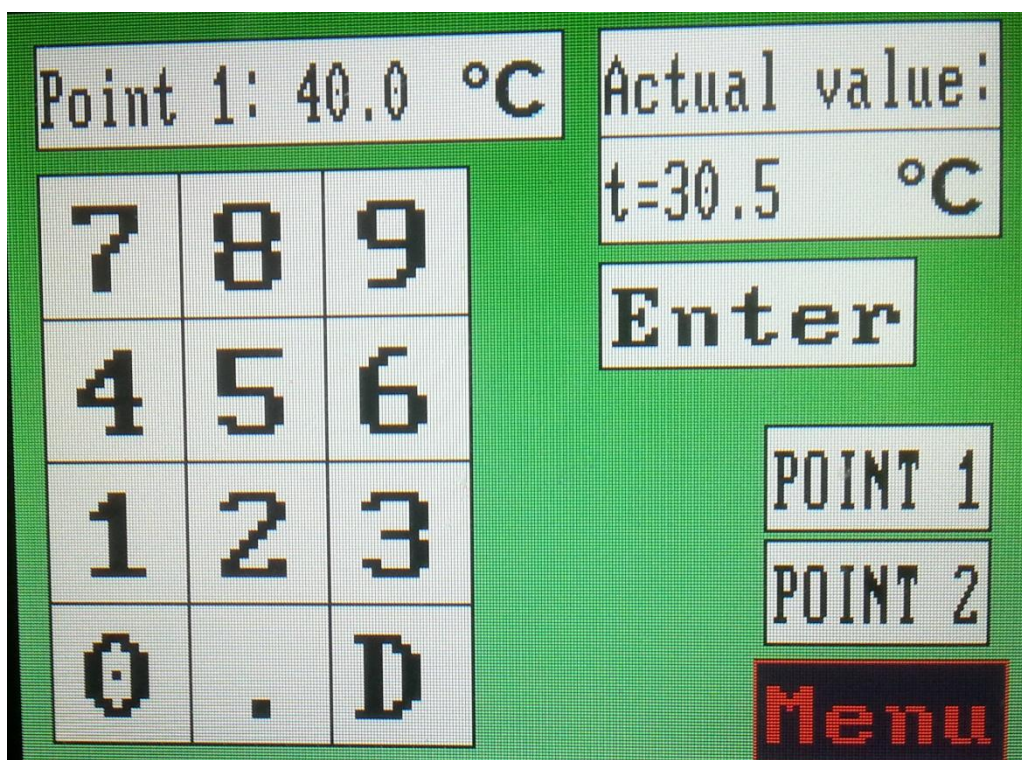 Point 1: 40.0 °C
Actual value:
t=30.5 °C
7 8 9
4 5 6
1 2 3
0 . D
Enter
POINT 1
POINT 2
Menu